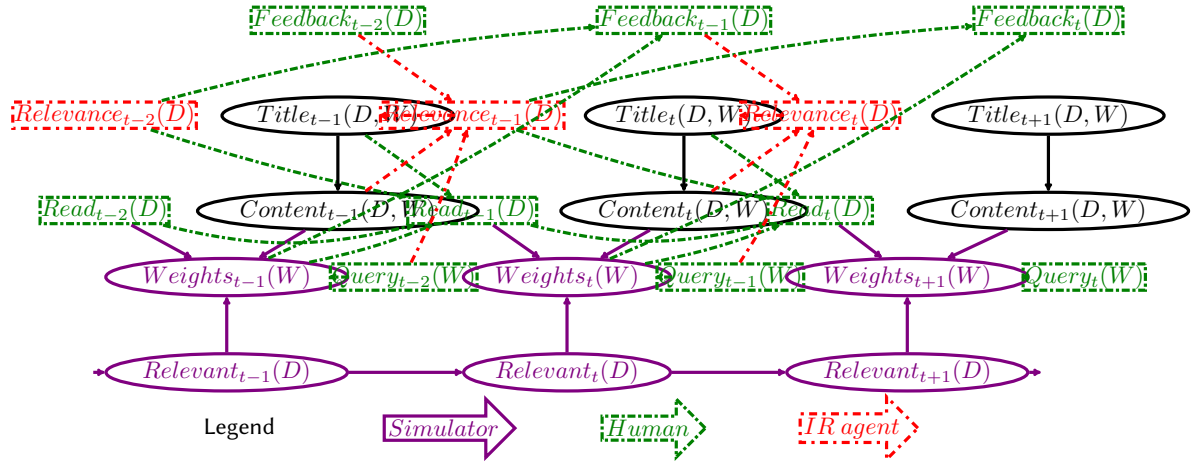 Feedback_{t−2}(D) Feedback_{t−1}(D) Feedback_t(D)
Relevance_{t−2}(D) Title_{t−1}(D, W) Relevance_{t−1}(D) Title_t(D, W) Relevance_t(D) Title_{t+1}(D, W)
Read_{t−2}(D) Content_{t−1}(D, W) Read_{t−1}(D) Content_t(D, W) Read_t(D) Content_{t+1}(D, W)
Weights_{t−1}(W) Query_{t−2}(W) Weights_t(W) Query_{t−1}(W) Weights_{t+1}(W) Query_t(W)
Relevant_{t−1}(D) Relevant_t(D) Relevant_{t+1}(D)
Legend Simulator Human IR agent